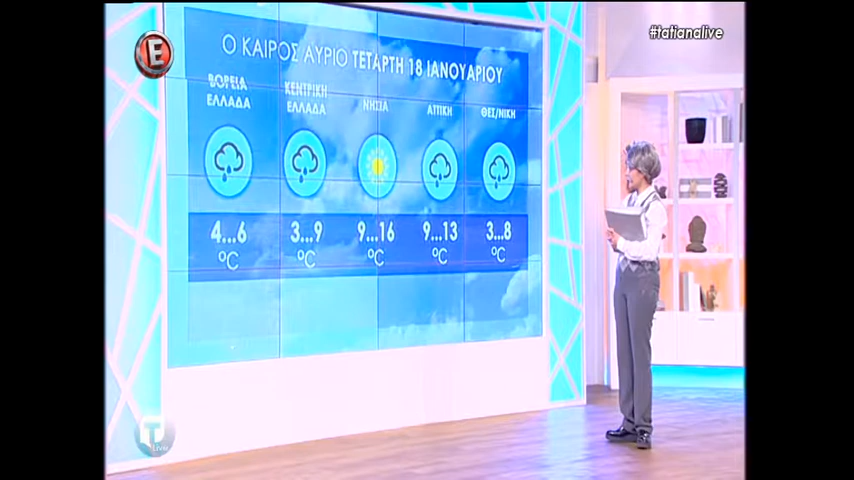 #tatianalive
E
Ο ΚΑΙΡΟΣ ΑΥΡΙΟ ΤΕΤΑΡΤΗ 18 ΙΑΝΟΥΑΡΙΟΥ
ΒΟΡΕΙΑ
ΕΛΛΑΔΑ
ΚΕΝΤΡΙΚΗ
ΕΛΛΑΔΑ
ΝΗΣΙΑ
ΑΤΤΙΚΗ
ΘΕΣ/ΝΙΚΗ
4...6
°C
3...9
°C
9...16
°C
9...13
°C
3...8
°C
T
Live